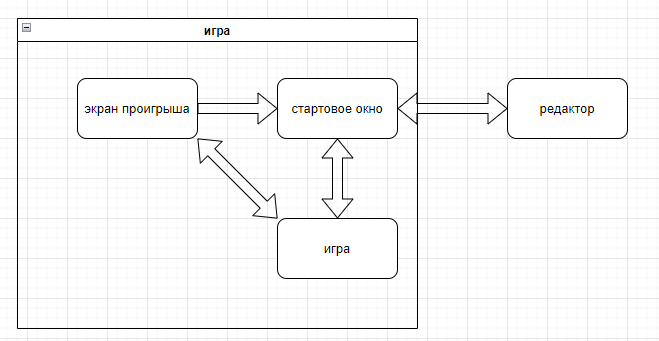 игра
экран проигрыша
стартовое окно
редактор
игра